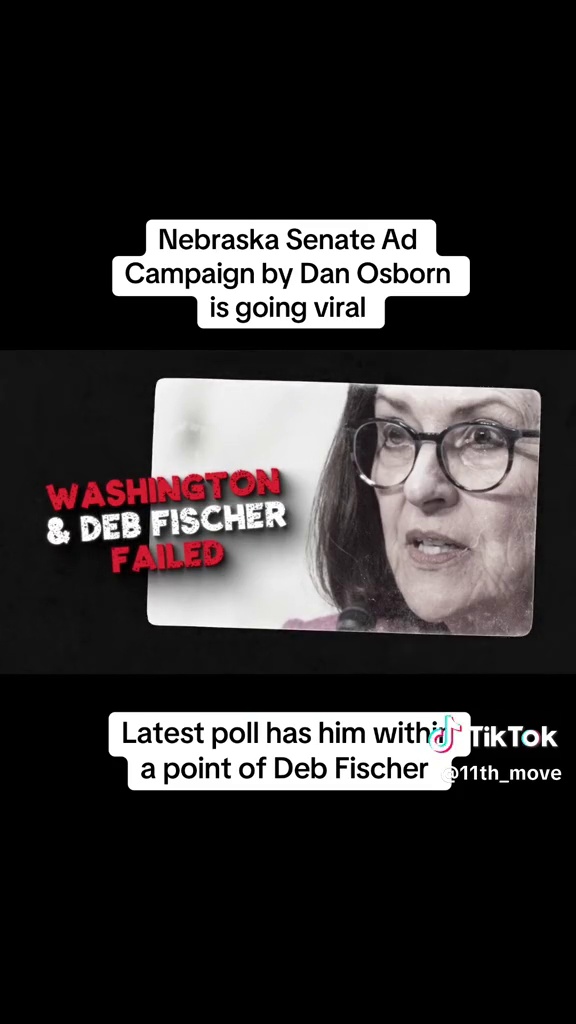 Nebraska Senate Ad
Campaign by Dan Osborn
is going viral
WASHINGTON
& DEB FISCHER
FAILED
Latest poll has him within
a point of Deb Fischer
TikTok
@11th_move